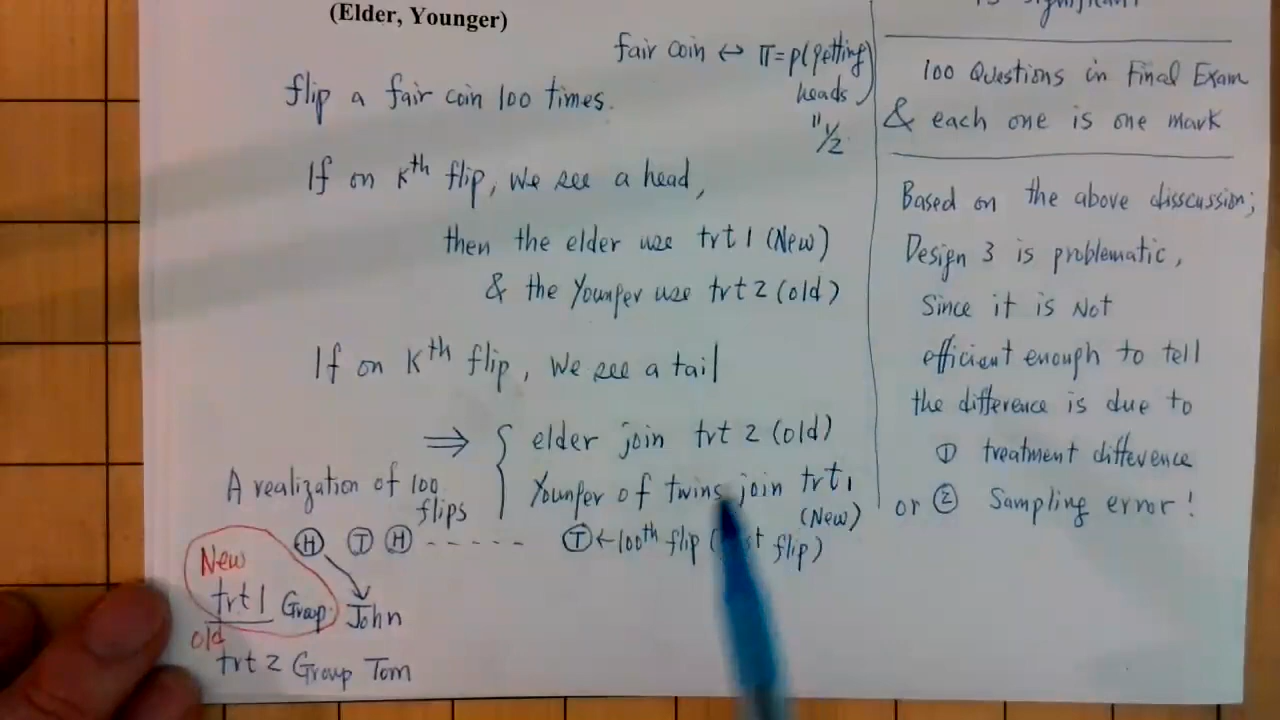 (Elder, Younger)
fair coin ↔ π = p(getting heads)
" 1/2
flip a fair coin 100 times.
If on Kth flip, We see a head,
then the elder use trt 1 (New)
& the Younger use trt 2 (old)
If on Kth flip, We see a tail
⇒ { elder join trt 2 (old)
Younger of twins join trt 1
(New)
A realization of 100
flips
H T H ------ T ← 100th flip ( flip)
New
trt 1 Group John
old
trt 2 Group Tom
significant
100 Questions in Final Exam
& each one is one mark
Based on the above disscussion;
Design 3 is problematic,
Since it is Not
efficient enough to tell
the difference is due to
① treatment difference
or ② Sampling error!